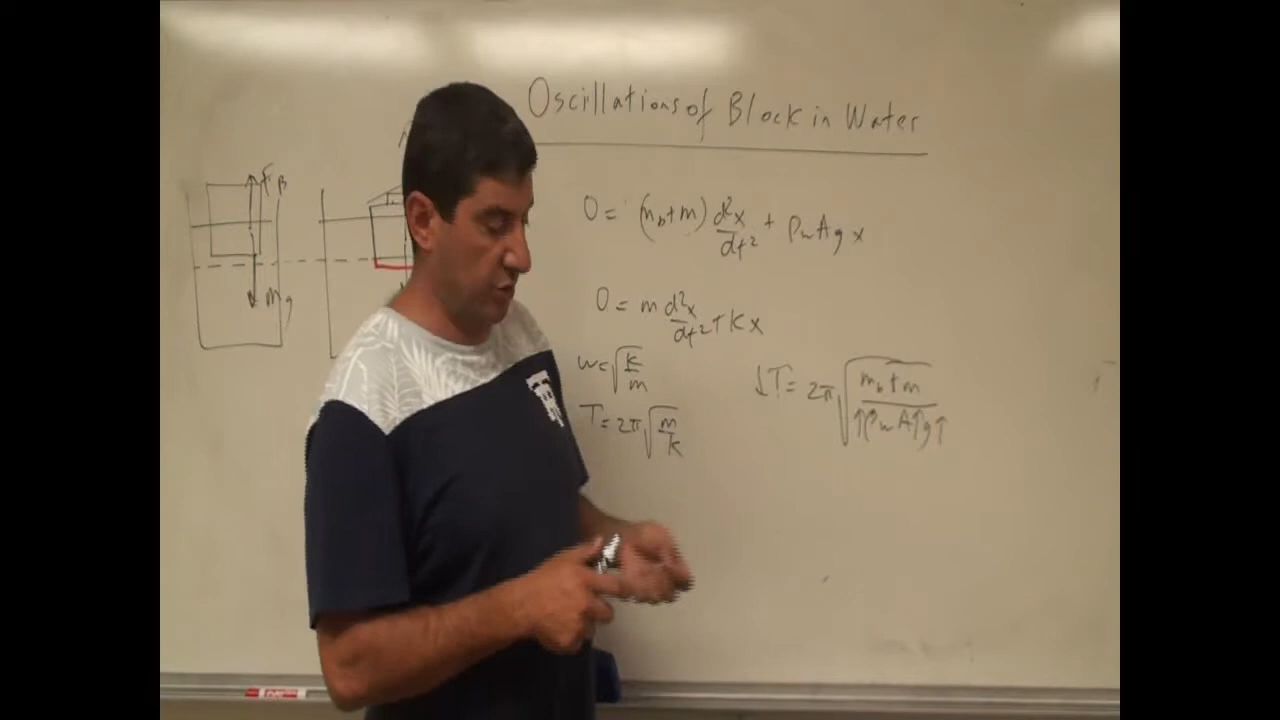 Oscillations of Block in Water
F_B
mg
0 = (m_b+m) d²x/dt² + ρ_w A g x
0 = m d²x/dt² + kx
w = √(k/m)
T = 2π√(m/k)
↓T = 2π√((m_b+m)/(↑ρ_w A↑g↑))